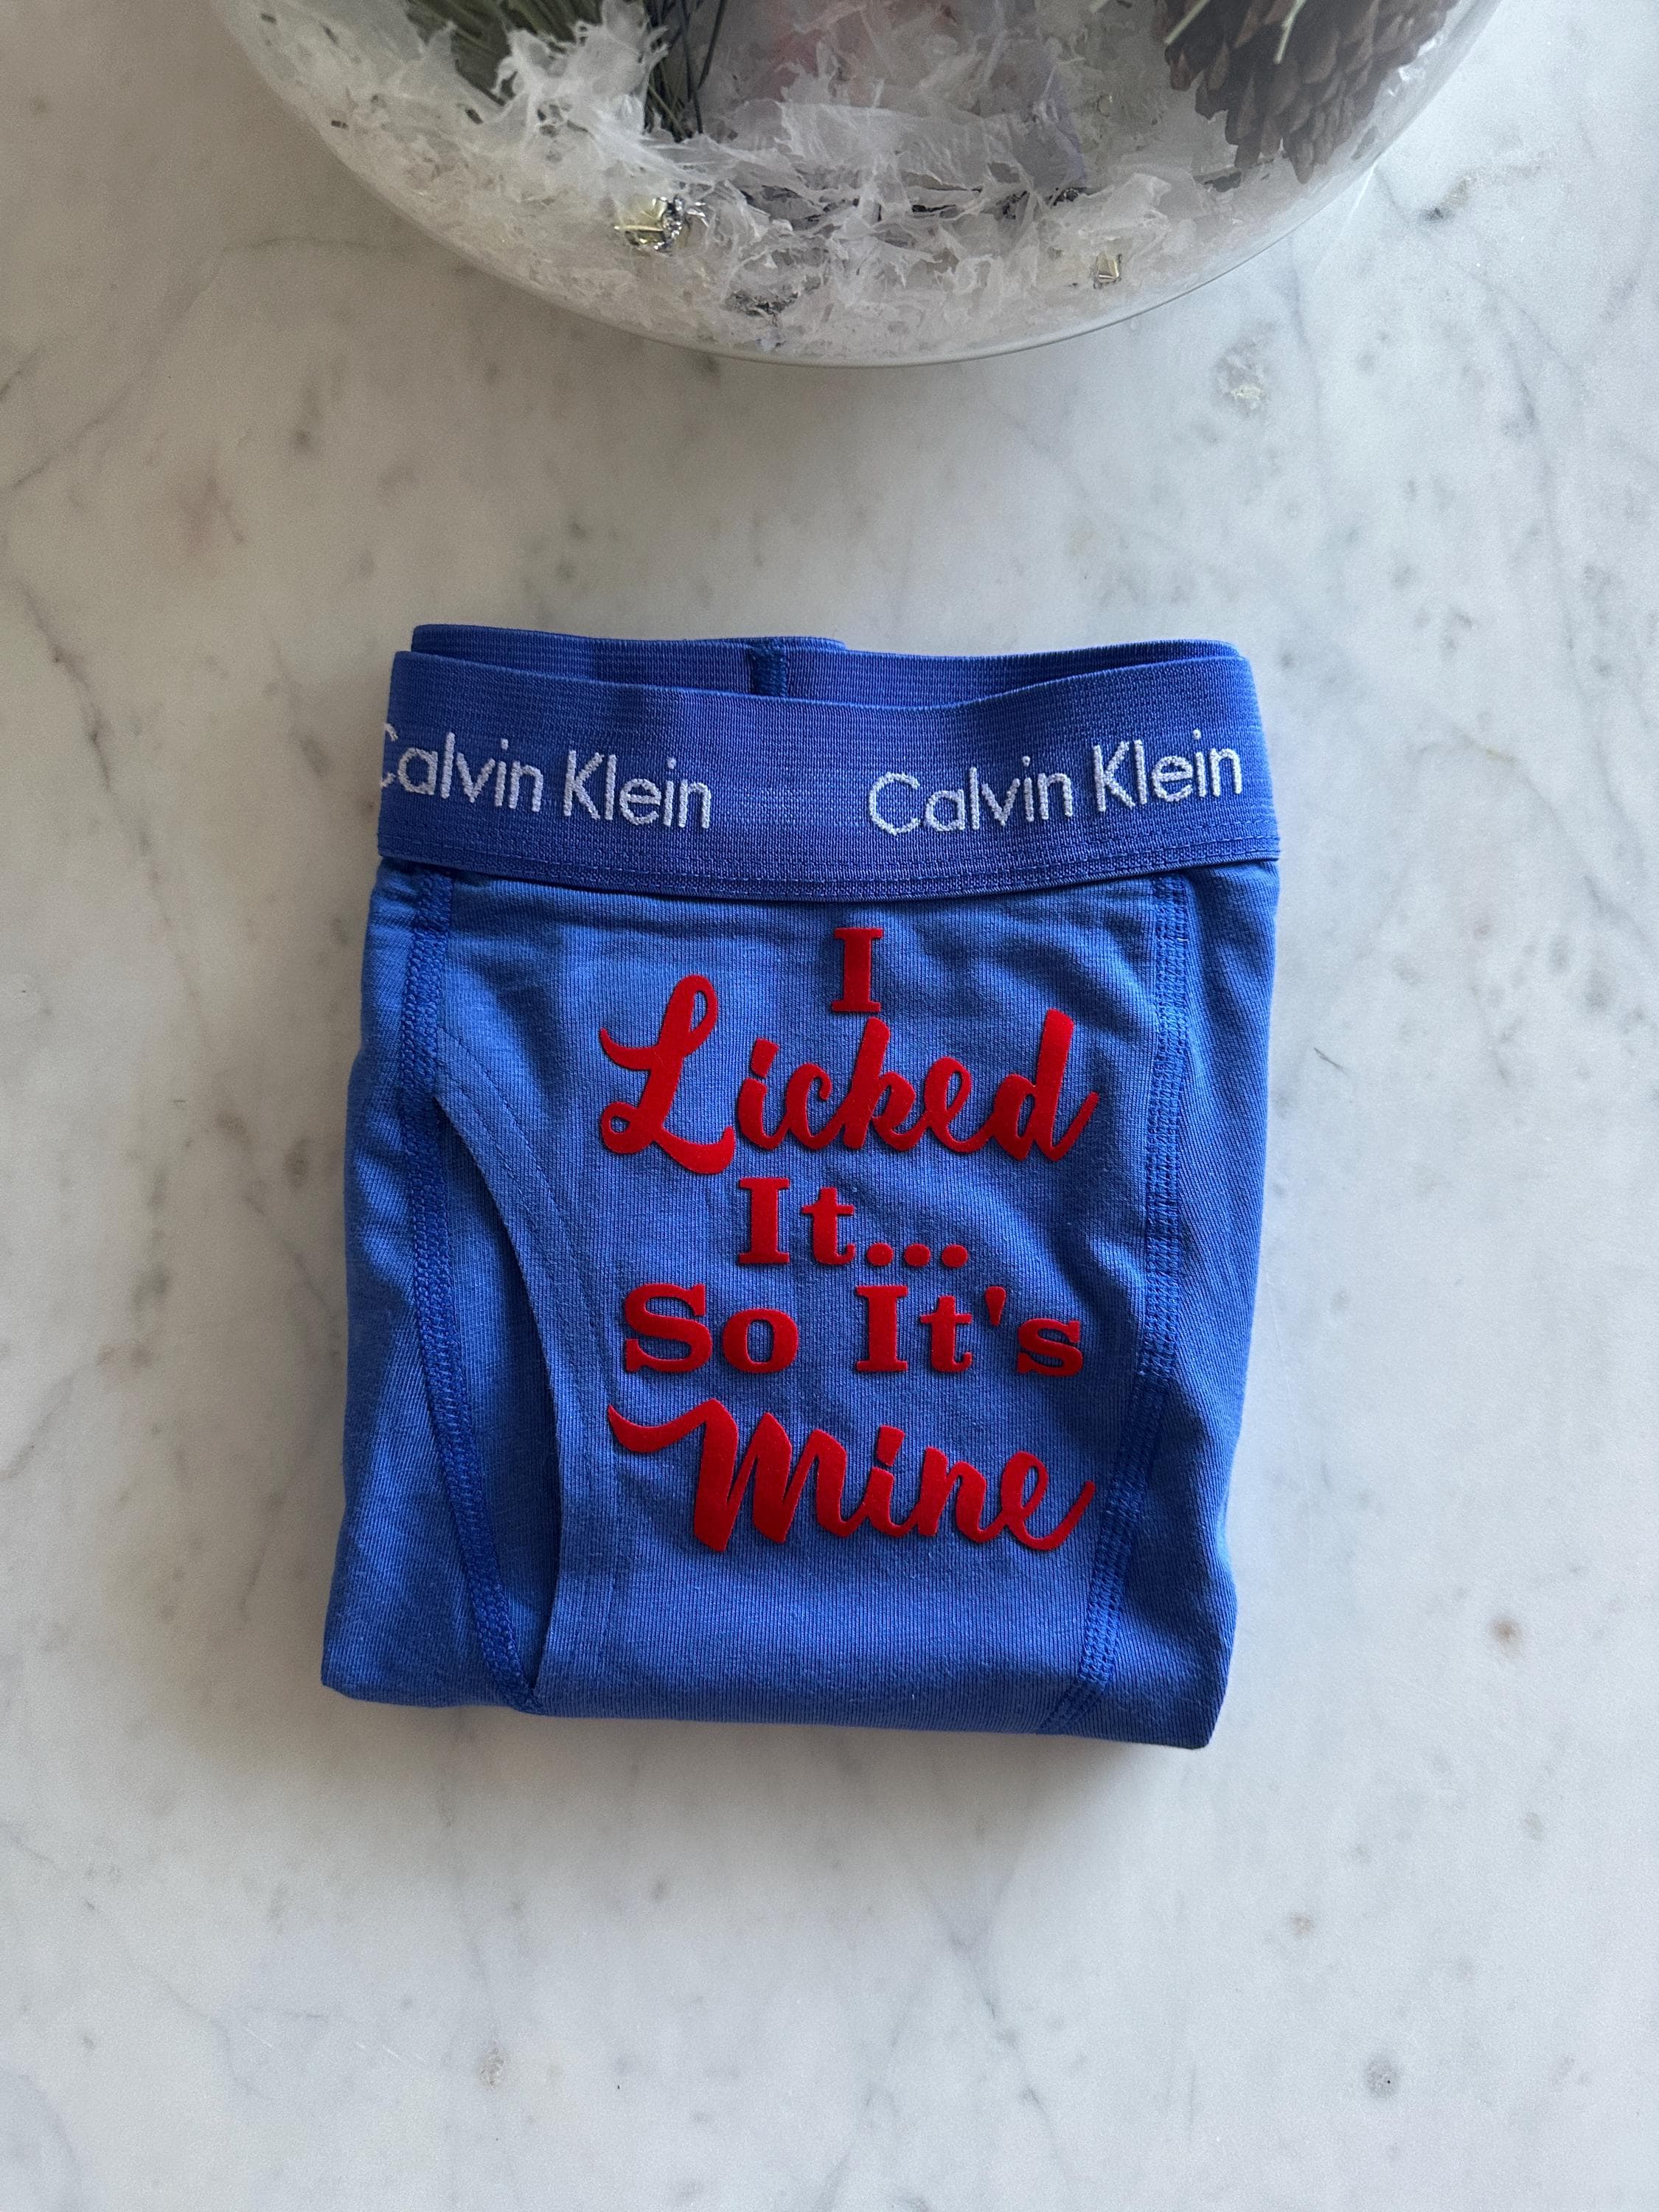 Calvin Klein Calvin Klein
I
Licked
It...
So It's
Mine